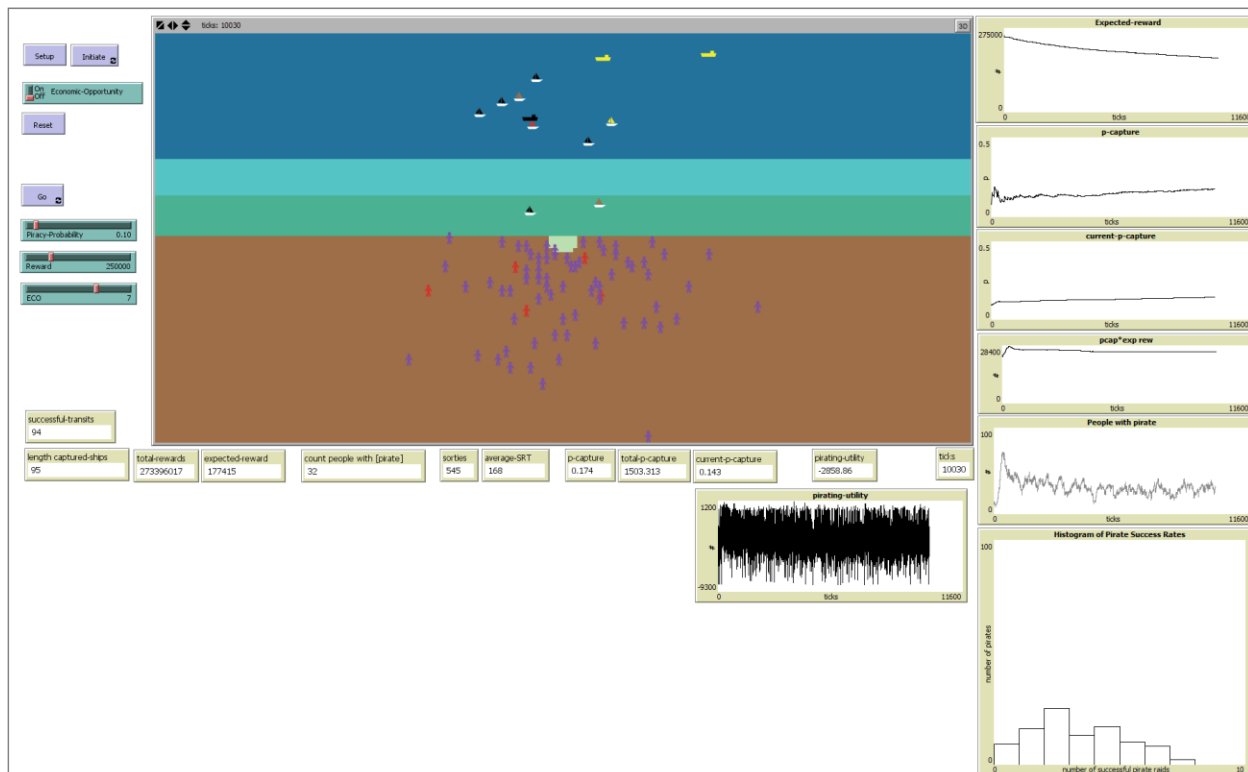 ticks: 10030
3D
Setup
Initiate
On
Off
Economic-Opportunity
Reset
Go
Piracy-Probability 0.10
Reward 250000
ECO 7
successful-transits
94
length captured-ships
95
total-rewards
273396017
expected-reward
177415
count people with [pirate]
32
sorties
545
average-SRT
168
p-capture
0.174
total-p-capture
1503.313
current-p-capture
0.143
pirating-utility
-2858.86
ticks
10030
pirating-utility
1200
#
-9300
0
ticks
11600
Expected-reward
275000
#
0
0
ticks
11600
p-capture
0.5
p
0
0
ticks
11600
current-p-capture
0.5
p
0
0
ticks
11600
pcap*exp rew
28400
#
0
0
ticks
11600
People with pirate
100
#
0
0
ticks
11600
Histogram of Pirate Success Rates
100
number of pirates
0
0
number of successful pirate raids
10